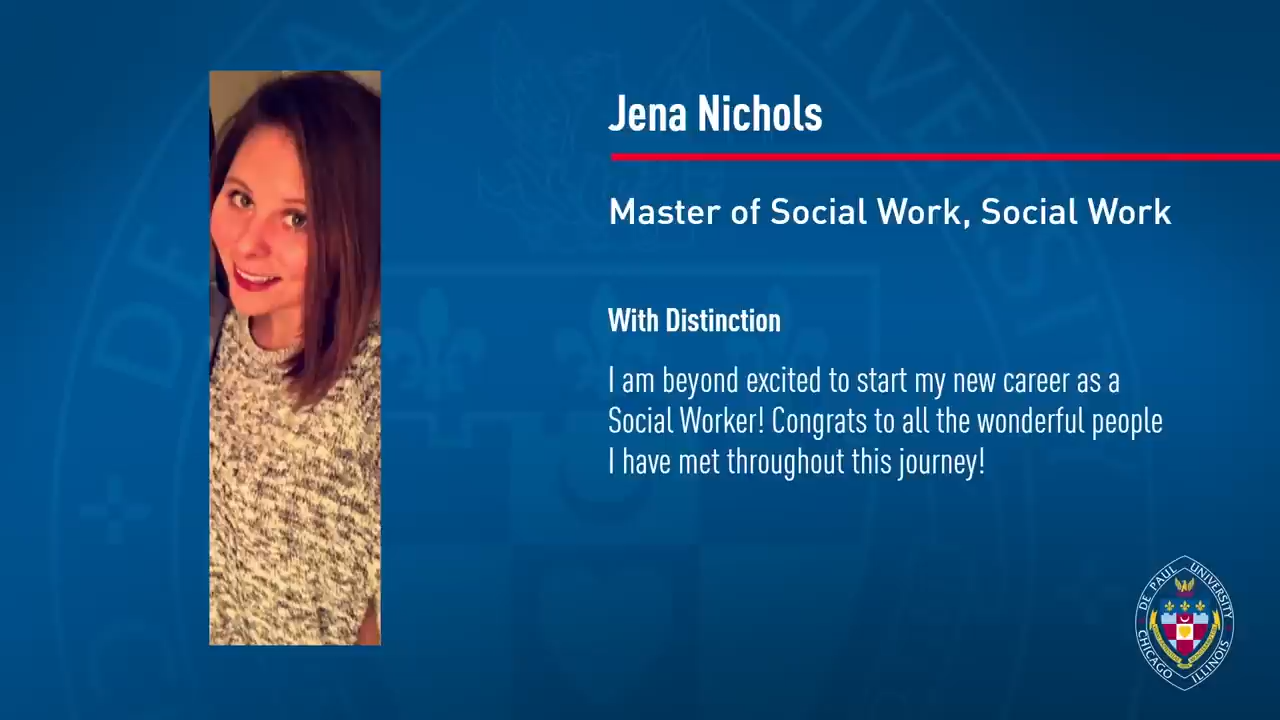 Jena Nichols
Master of Social Work, Social Work
With Distinction
I am beyond excited to start my new career as a
Social Worker! Congrats to all the wonderful people
I have met throughout this journey!
DE PAUL UNIVERSITY
CHICAGO ILLINOIS